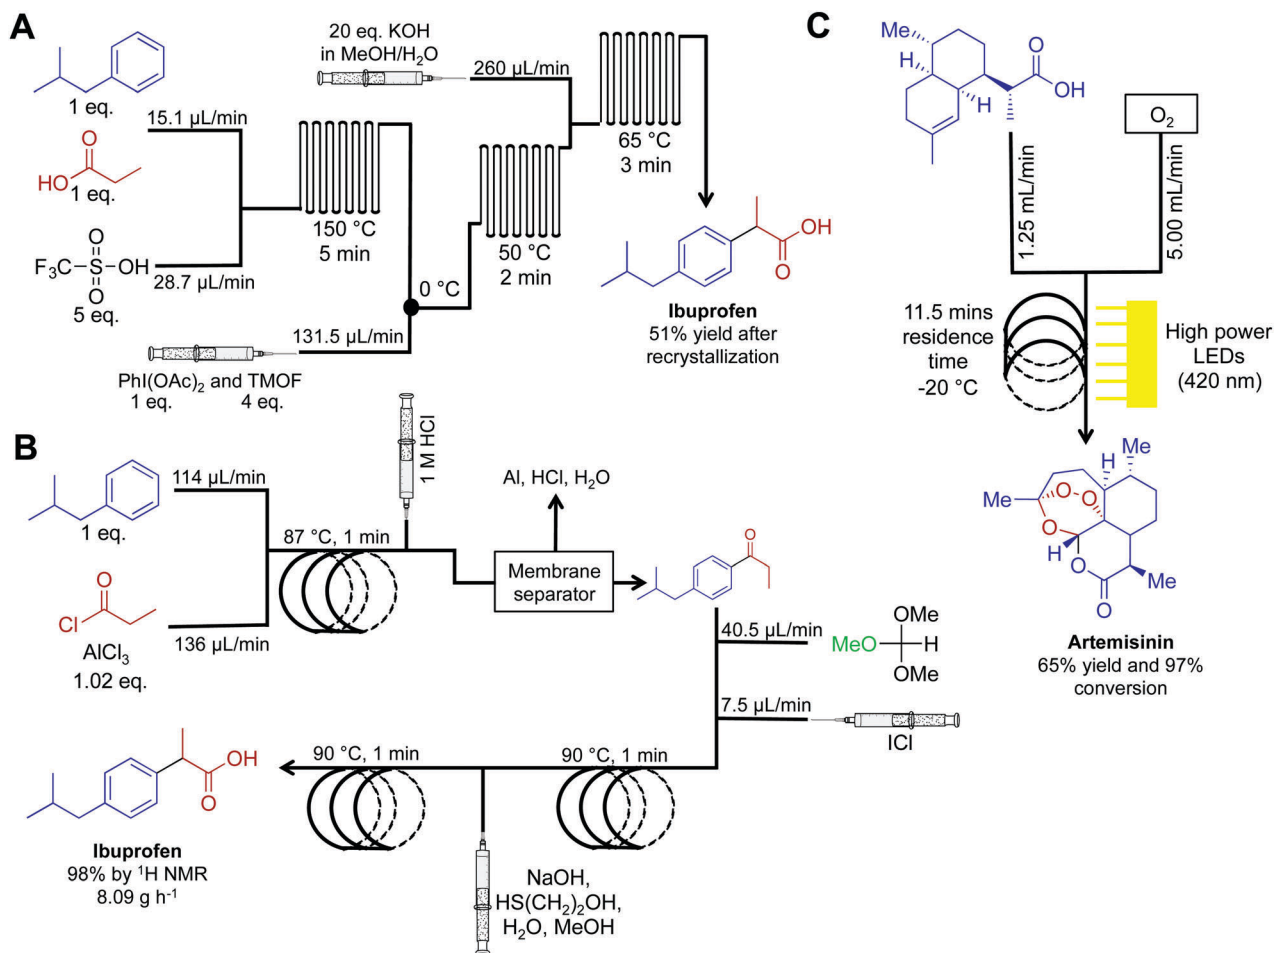 A
1 eq.
15.1 µL/min
O
HO
1 eq.
O
F₃C-S-OH
O
5 eq.
28.7 µL/min
150 °C
5 min
131.5 µL/min
PhI(OAc)₂ and TMOF
1 eq. 4 eq.
0 °C
20 eq. KOH
in MeOH/H₂O
260 µL/min
50 °C
2 min
65 °C
3 min
OH
O
Ibuprofen
51% yield after
recrystallization
B
1 eq.
114 µL/min
O
Cl
AlCl₃
1.02 eq.
136 µL/min
87 °C, 1 min
1 M HCl
Al, HCl, H₂O
Membrane
separator
O
40.5 µL/min
OMe
MeO H
OMe
7.5 µL/min
ICl
90 °C, 1 min
NaOH,
HS(CH₂)₂OH,
H₂O, MeOH
90 °C, 1 min
OH
O
Ibuprofen
98% by ¹H NMR
8.09 g h⁻¹
C
Me
H
H
O
OH
O₂
1.25 mL/min
5.00 mL/min
11.5 mins
residence
time
-20 °C
High power
LEDs
(420 nm)
Me
H
Me
O
O
O
H
O
Me
O
Artemisinin
65% yield and 97%
conversion